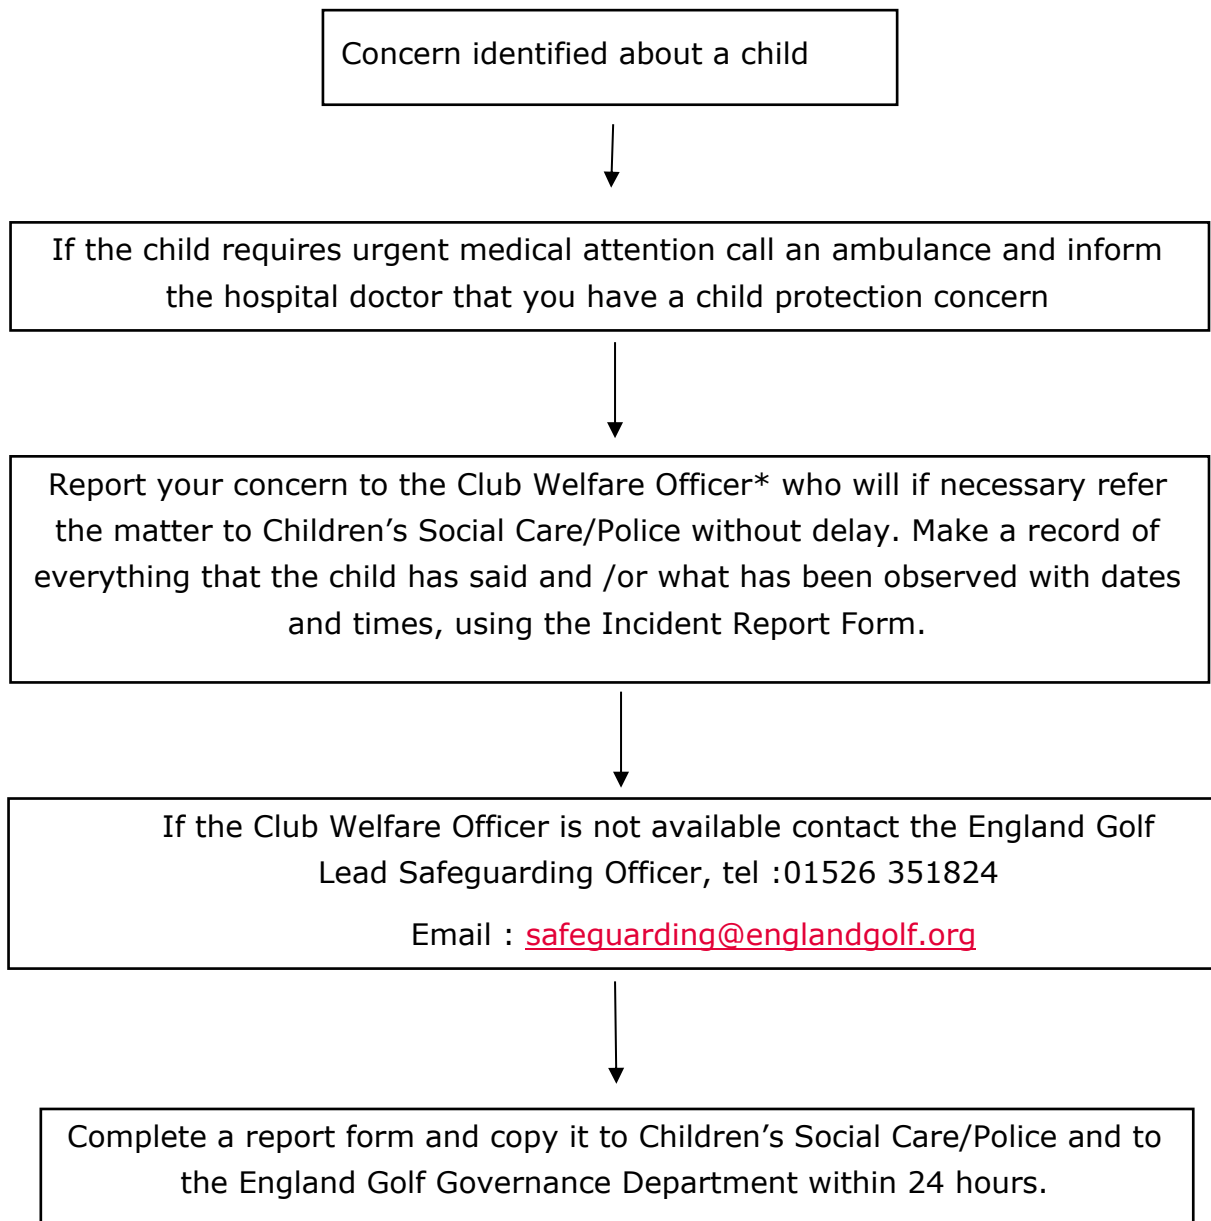 Concern identified about a child
If the child requires urgent medical attention call an ambulance and inform
the hospital doctor that you have a child protection concern
Report your concern to the Club Welfare Officer* who will if necessary refer
the matter to Children’s Social Care/Police without delay. Make a record of
everything that the child has said and /or what has been observed with dates
and times, using the Incident Report Form.
If the Club Welfare Officer is not available contact the England Golf
Lead Safeguarding Officer, tel :01526 351824
Email : safeguarding@englandgolf.org
Complete a report form and copy it to Children’s Social Care/Police and to
the England Golf Governance Department within 24 hours.